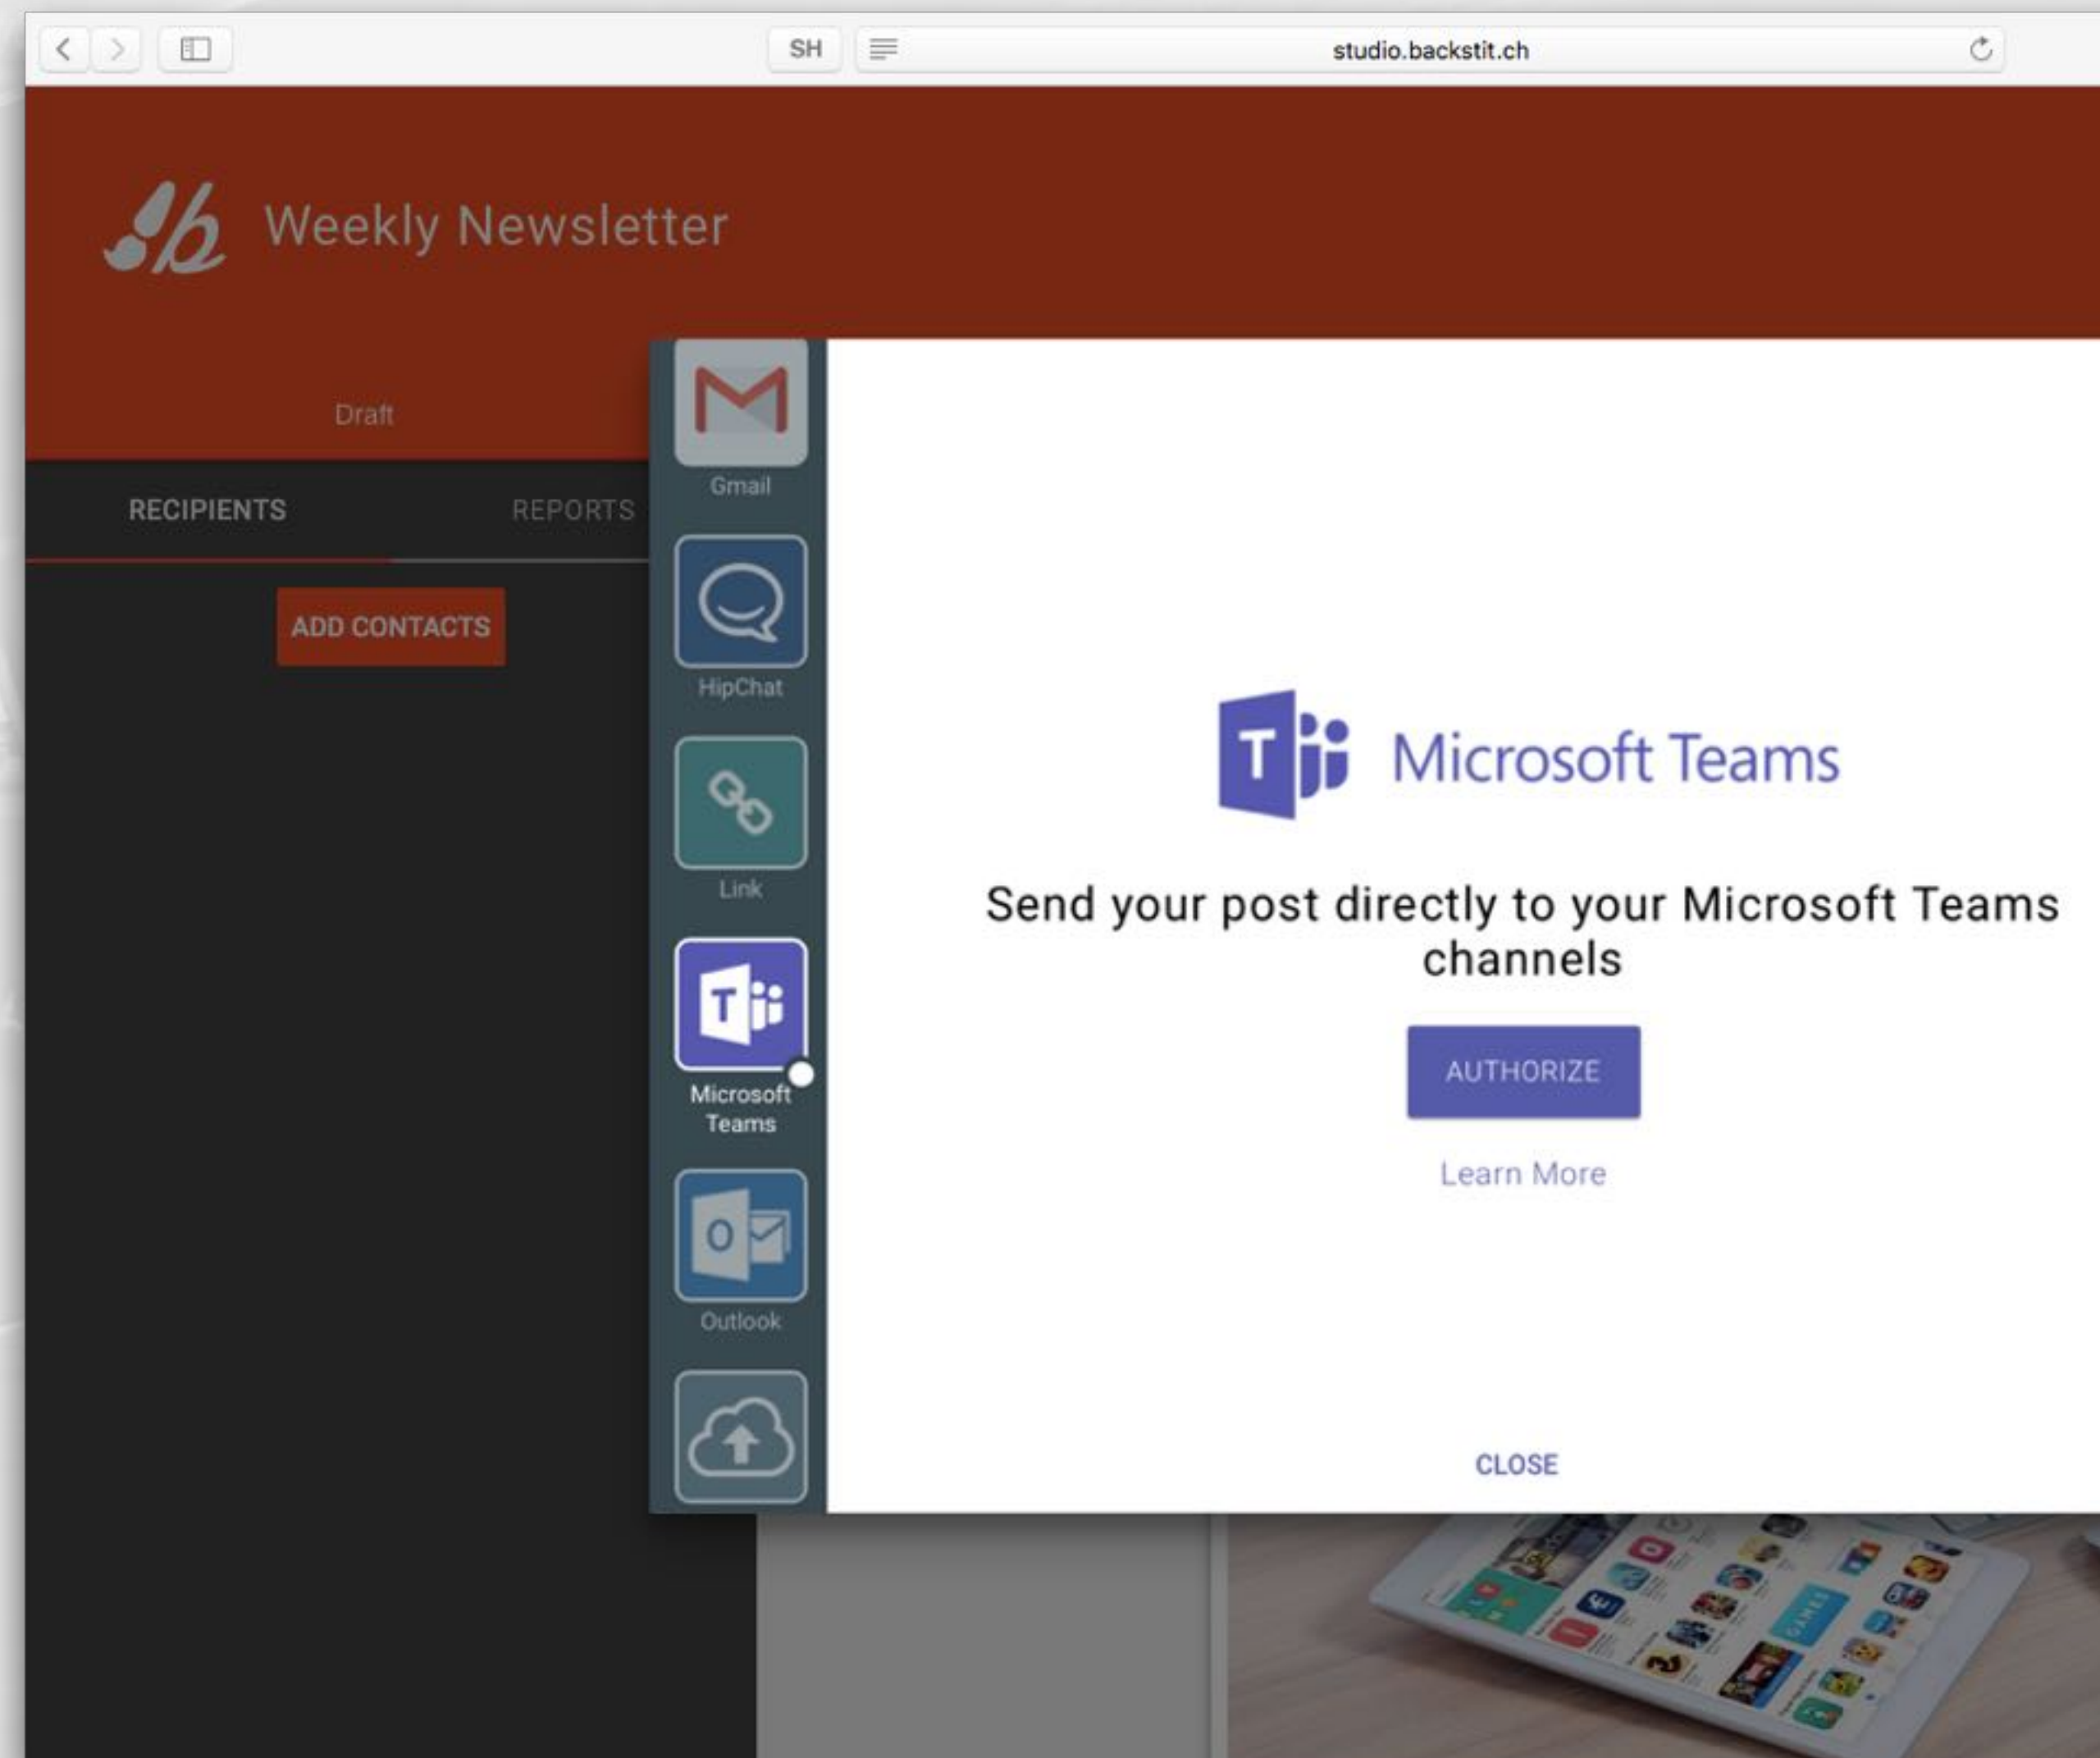 SH
studio.backstit.ch
Weekly Newsletter
Draft
RECIPIENTS
REPORTS
ADD CONTACTS
Gmail
HipChat
Link
Microsoft
Teams
Outlook
Microsoft Teams
Send your post directly to your Microsoft Teams
channels
AUTHORIZE
Learn More
CLOSE
GAMES